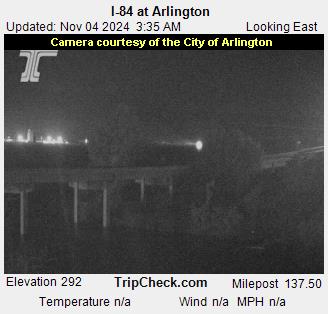 I-84 at Arlington
Updated: Nov 04 2024 3:35 AM Looking East
Camera courtesy of the City of Arlington
Elevation 292 TripCheck.com Milepost 137.50
Temperature n/a Wind n/a MPH n/a